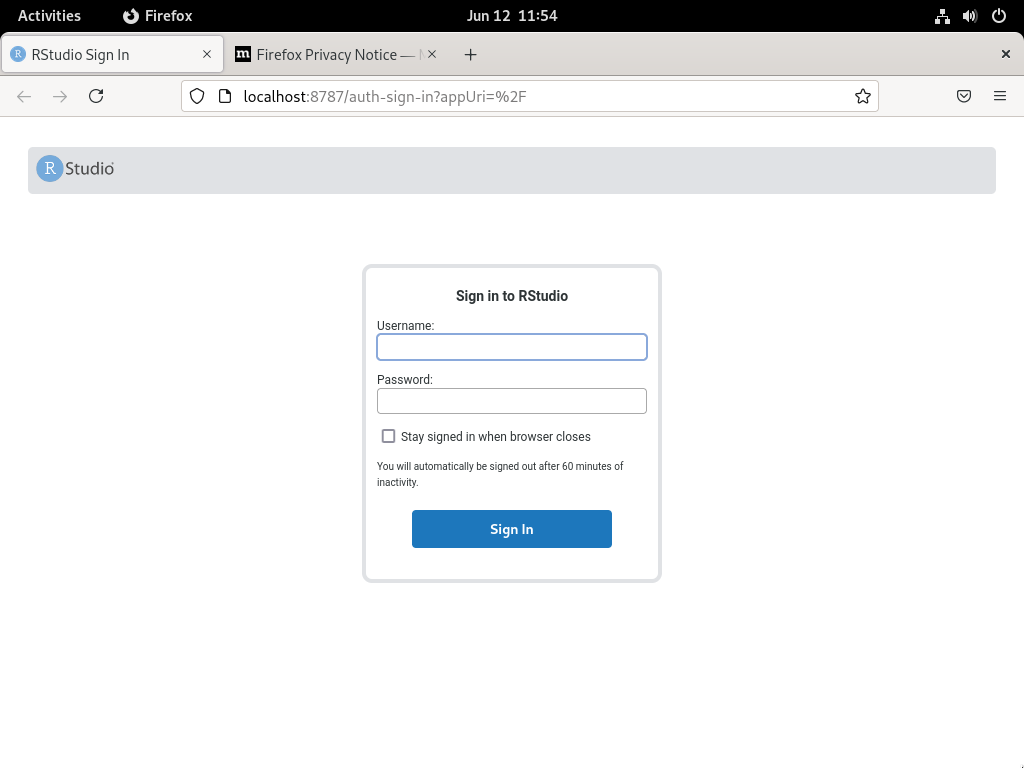 Activities Firefox Jun 12 11:54
RStudio Sign In Firefox Privacy Notice —
localhost:8787/auth-sign-in?appUri=%2F
R Studio
Sign in to RStudio
Username:
Password:
Stay signed in when browser closes
You will automatically be signed out after 60 minutes of
inactivity.
Sign In